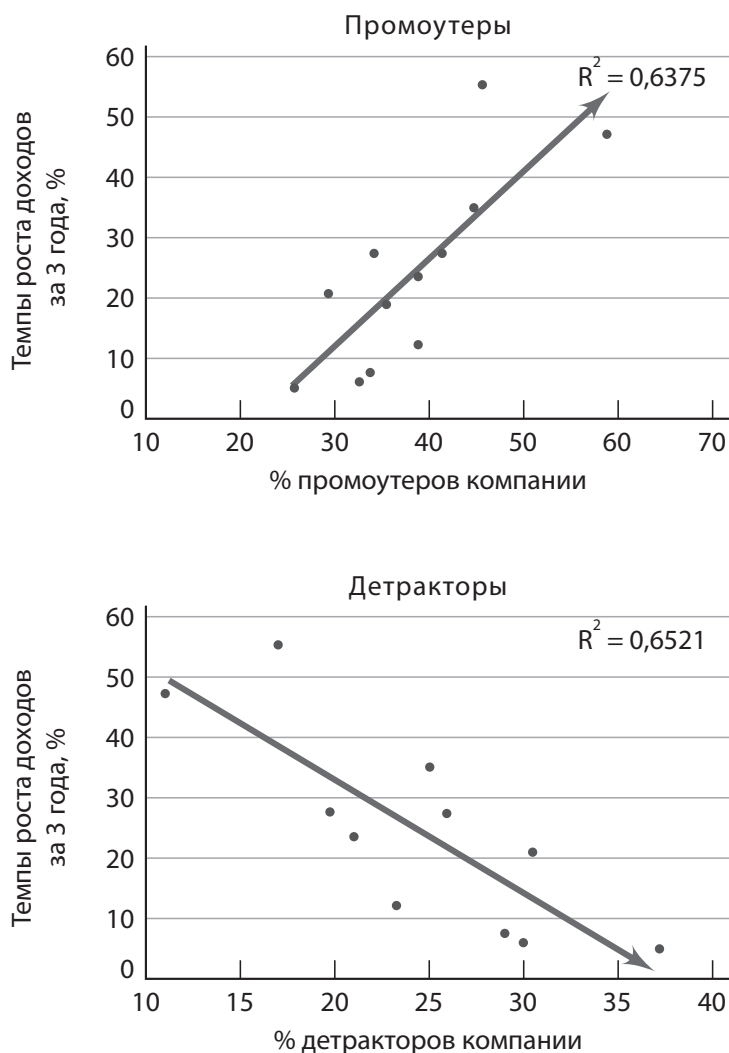 Промоутеры
R² = 0,6375
Темпы роста доходов
за 3 года, %
60
50
40
30
20
10
0
10 20 30 40 50 60 70
% промоутеров компании
Детракторы
R² = 0,6521
Темпы роста доходов
за 3 года, %
60
50
40
30
20
10
0
10 15 20 25 30 35 40
% детракторов компании